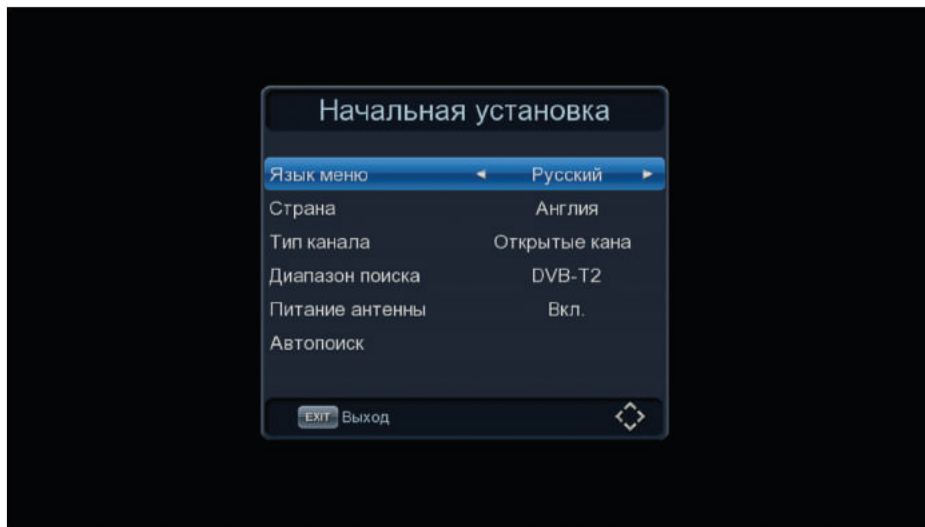 Начальная установка
Язык меню Русский
Страна Англия
Тип канала Открытые кана
Диапазон поиска DVB-T2
Питание антенны Вкл.
Автопоиск
EXIT Выход